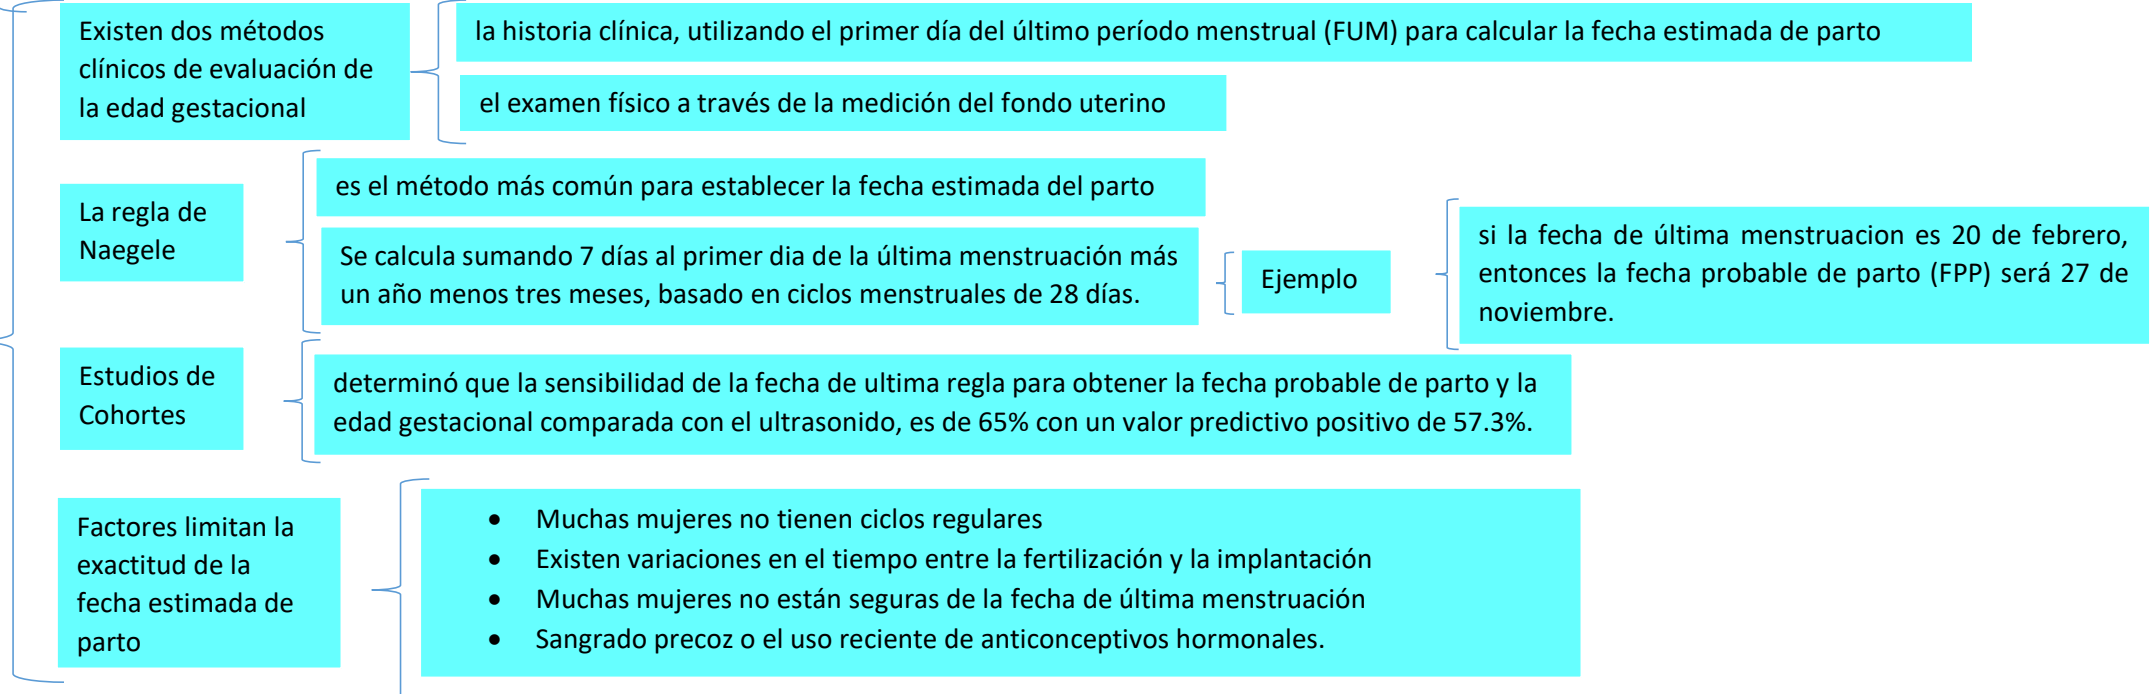 Existen dos métodos
clínicos de evaluación de
la edad gestacional
la historia clínica, utilizando el primer día del último período menstrual (FUM) para calcular la fecha estimada de parto
el examen físico a través de la medición del fondo uterino
La regla de
Naegele
es el método más común para establecer la fecha estimada del parto
Se calcula sumando 7 días al primer dia de la última menstruación más
un año menos tres meses, basado en ciclos menstruales de 28 días.
Ejemplo
si la fecha de última menstruacion es 20 de febrero,
entonces la fecha probable de parto (FPP) será 27 de
noviembre.
Estudios de
Cohortes
determinó que la sensibilidad de la fecha de ultima regla para obtener la fecha probable de parto y la
edad gestacional comparada con el ultrasonido, es de 65% con un valor predictivo positivo de 57.3%.
Factores limitan la
exactitud de la
fecha estimada de
parto
• Muchas mujeres no tienen ciclos regulares
• Existen variaciones en el tiempo entre la fertilización y la implantación
• Muchas mujeres no están seguras de la fecha de última menstruación
• Sangrado precoz o el uso reciente de anticonceptivos hormonales.